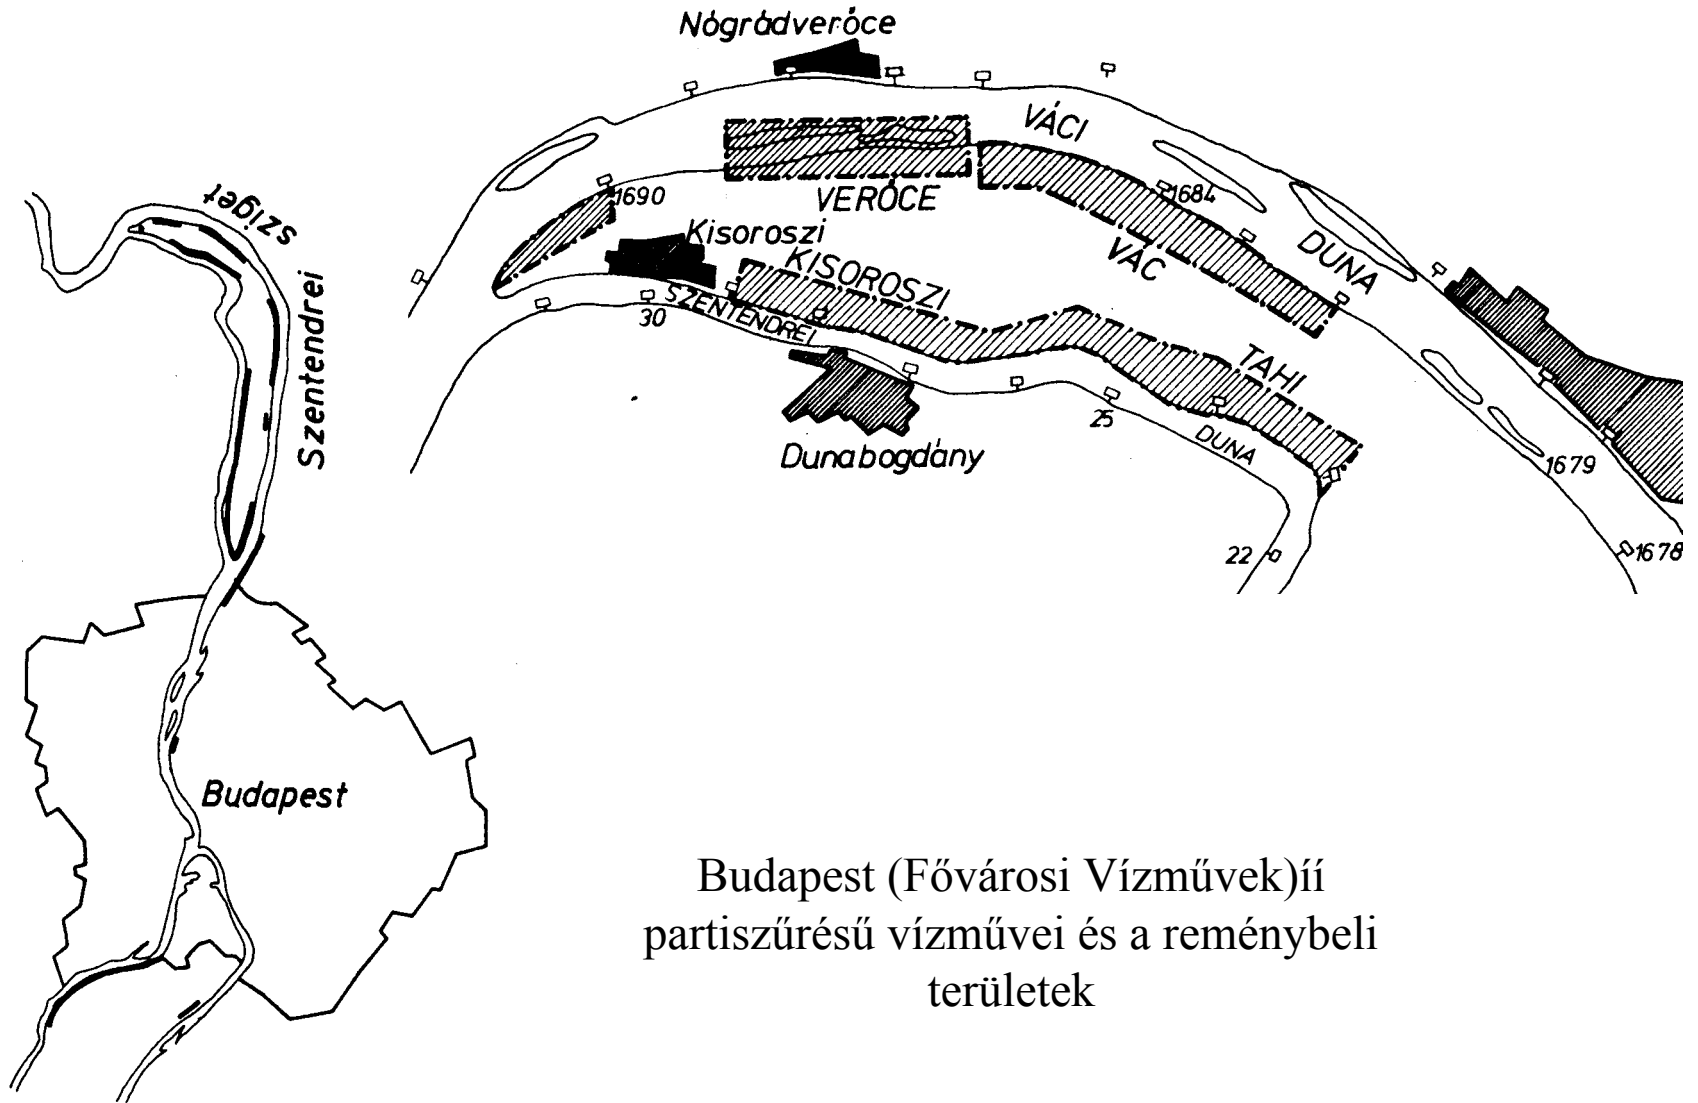 Nógrádverőce
VÁCI
sziget
1690
VERŐCE
1684
Kisoroszi
Szentendrei
KISOROSZI
VÁC
DUNA
SZENTENDREI
30
TAHI
25
DUNA
Dunabogdány
1679
22
1678
Budapest
Budapest (Fővárosi Vízművek)íí
partiszűrésű vízművei és a reménybeli
területek